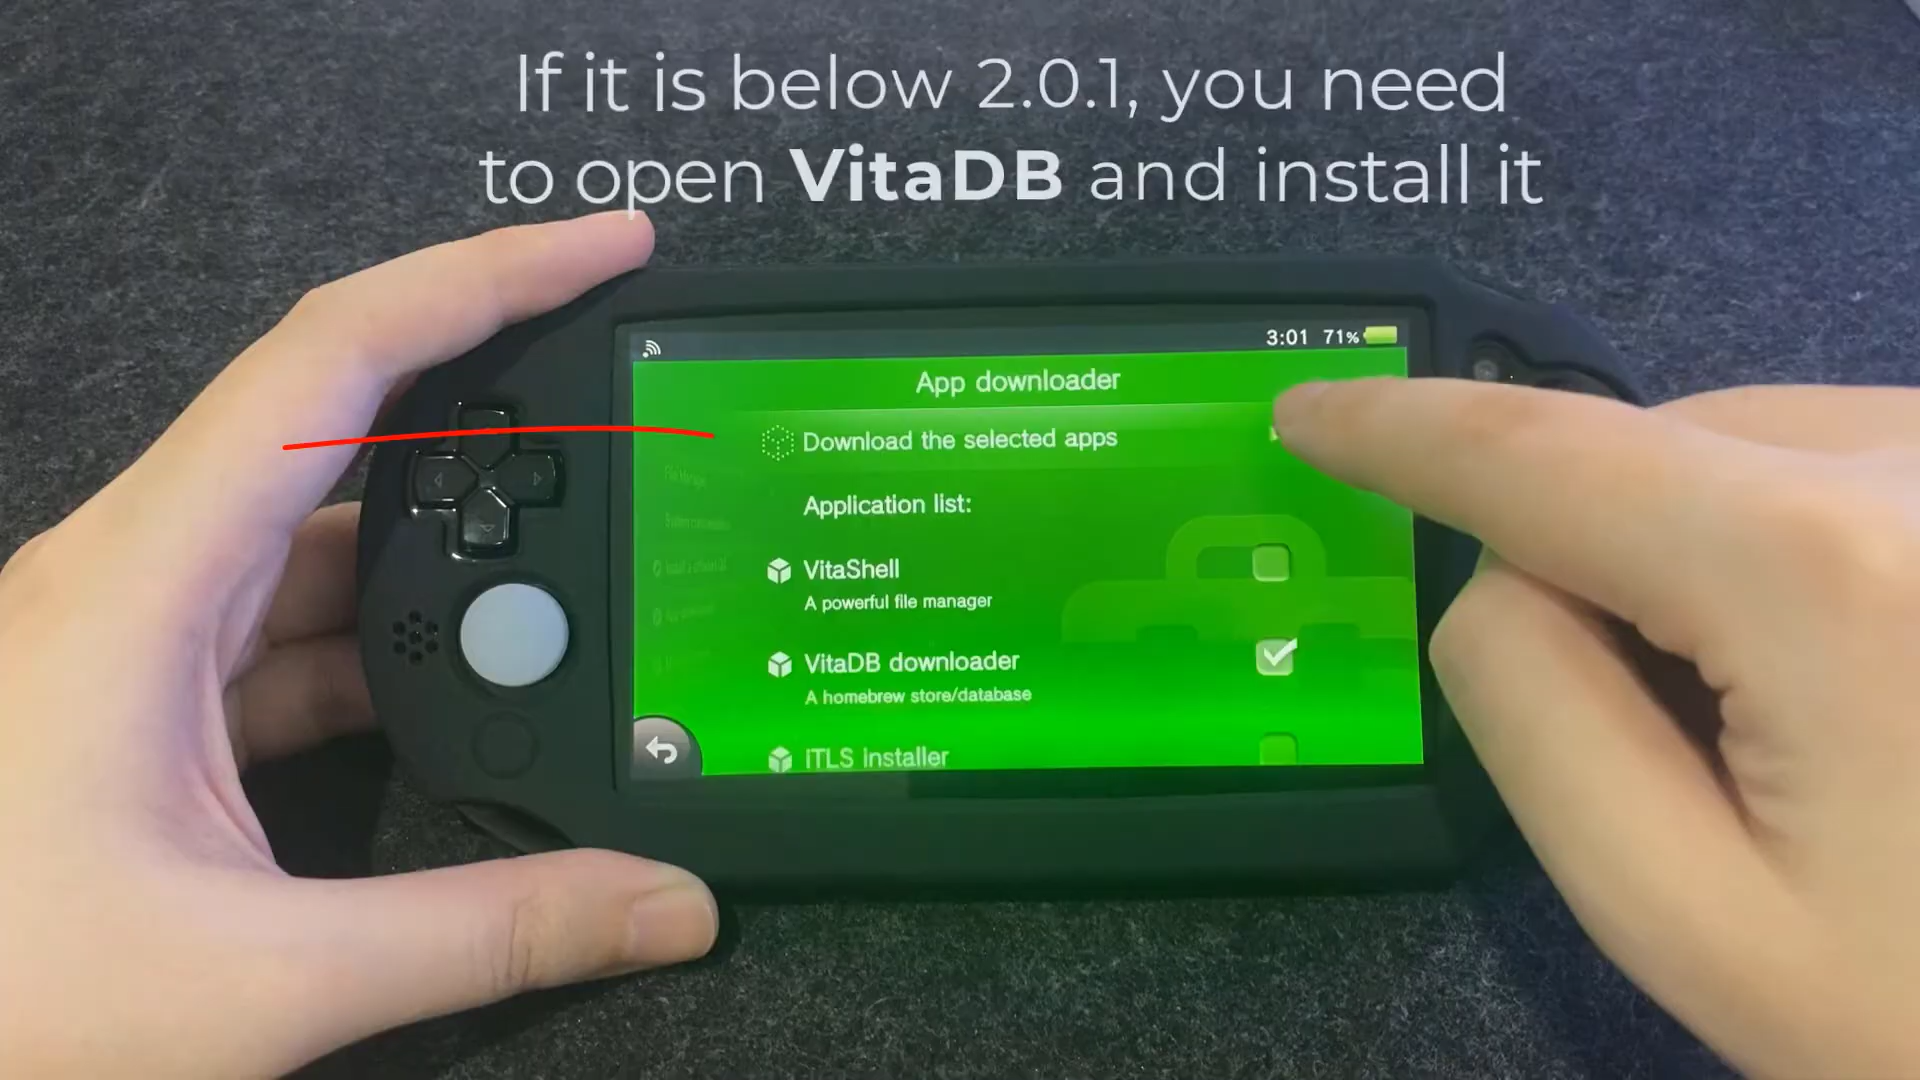 If it is below 2.0.1, you need
to open VitaDB and install it
3:01 71%
App downloader
Download the selected apps
Application list:
VitaShell
A powerful file manager
VitaDB downloader
A homebrew store/database
iTLS installer